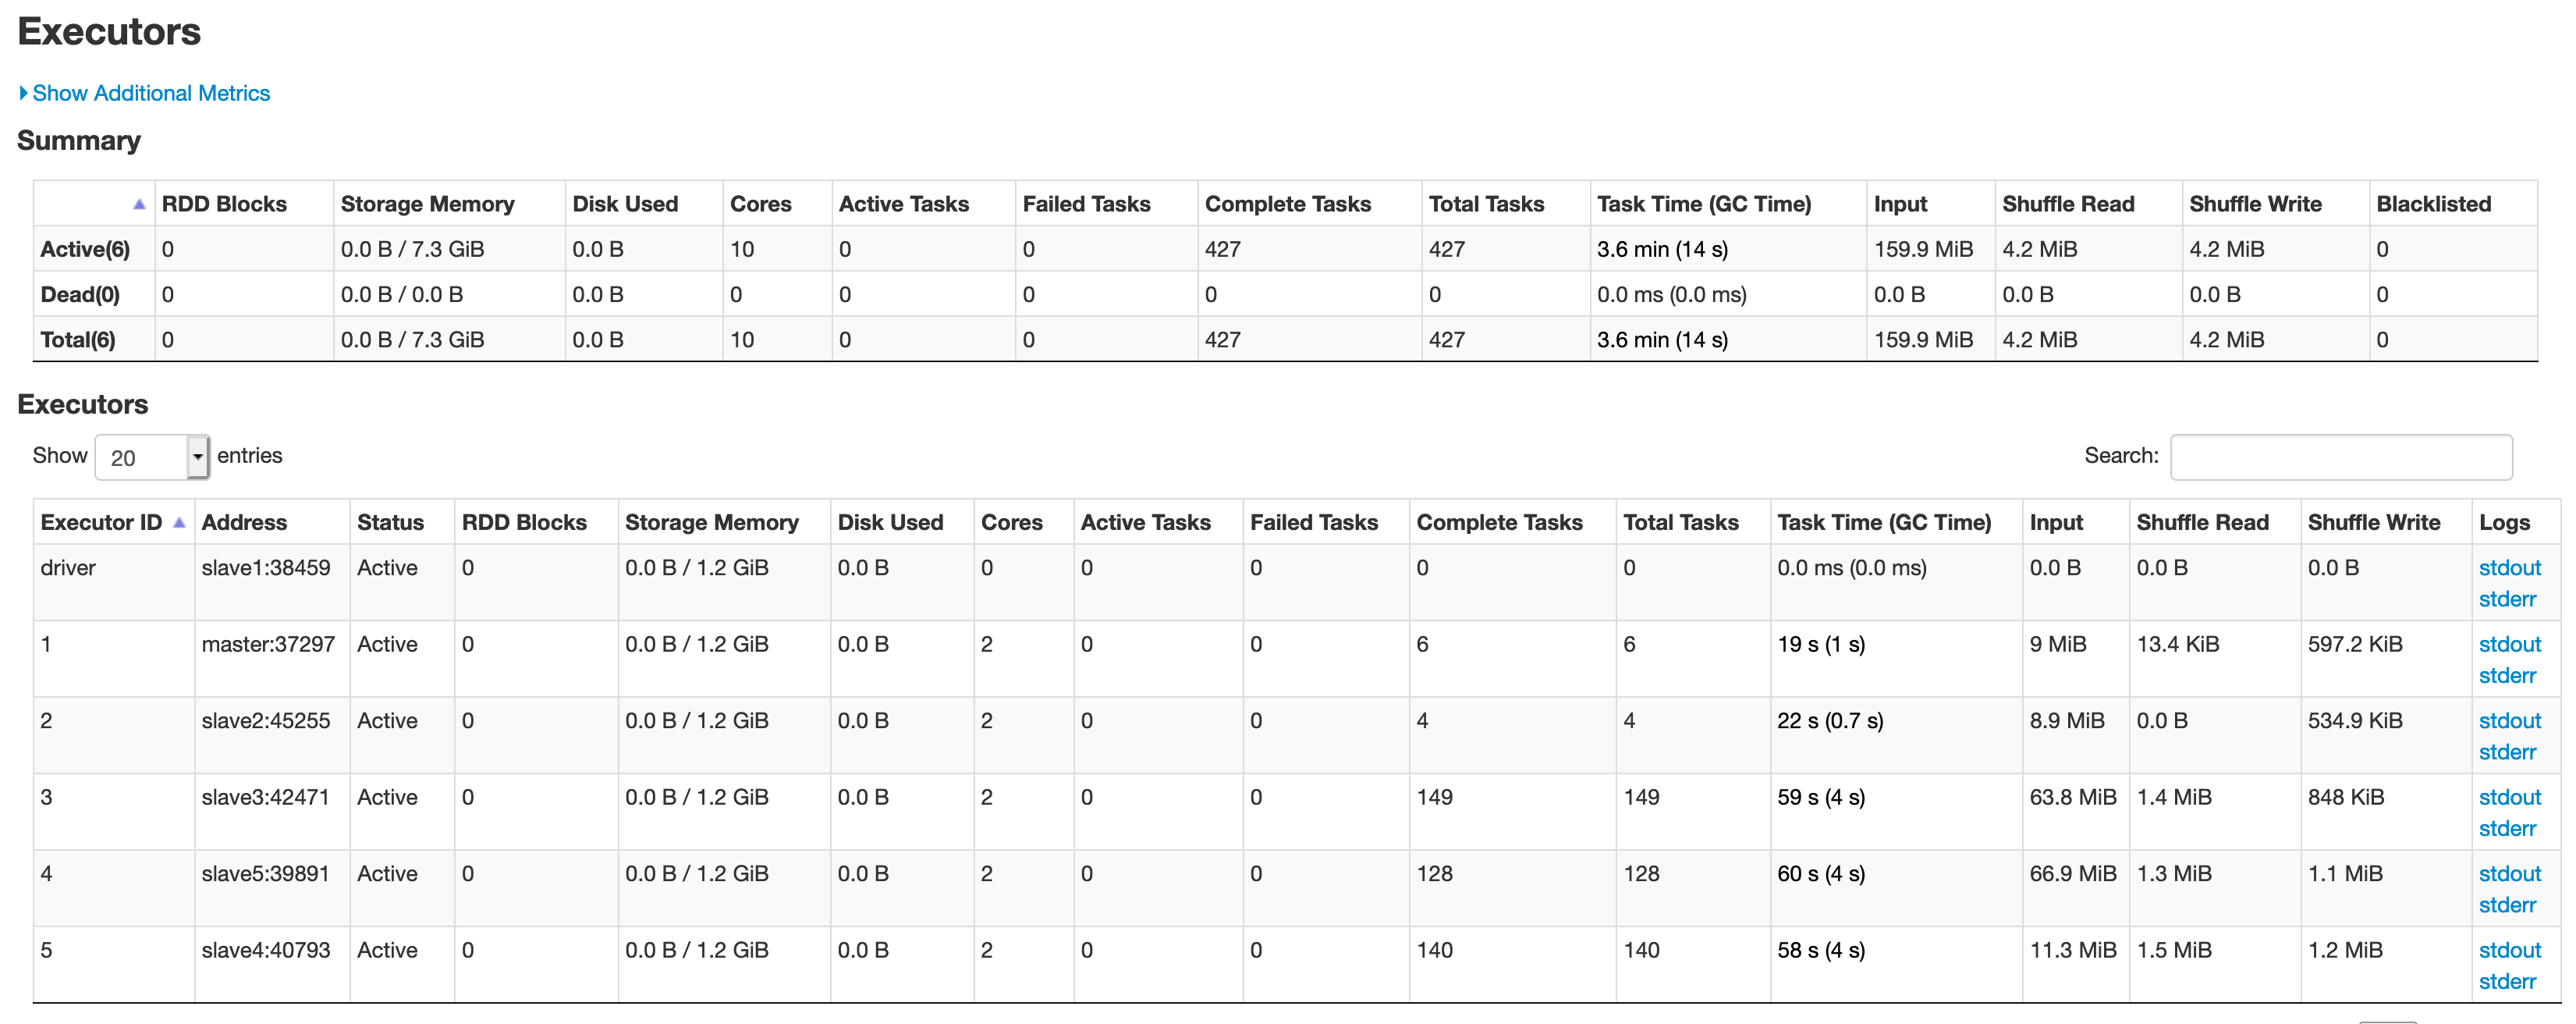 Executors
Show Additional Metrics
Summary
RDD Blocks Storage Memory Disk Used Cores Active Tasks Failed Tasks Complete Tasks Total Tasks Task Time (GC Time) Input Shuffle Read Shuffle Write Blacklisted
Active(6) 0 0.0 B / 7.3 GiB 0.0 B 10 0 0 427 427 3.6 min (14 s) 159.9 MiB 4.2 MiB 4.2 MiB 0
Dead(0) 0 0.0 B / 0.0 B 0.0 B 0 0 0 0 0 0.0 ms (0.0 ms) 0.0 B 0.0 B 0.0 B 0
Total(6) 0 0.0 B / 7.3 GiB 0.0 B 10 0 0 427 427 3.6 min (14 s) 159.9 MiB 4.2 MiB 4.2 MiB 0
Executors
Show 20 entries Search:
Executor ID Address Status RDD Blocks Storage Memory Disk Used Cores Active Tasks Failed Tasks Complete Tasks Total Tasks Task Time (GC Time) Input Shuffle Read Shuffle Write Logs
driver slave1:38459 Active 0 0.0 B / 1.2 GiB 0.0 B 0 0 0 0 0 0.0 ms (0.0 ms) 0.0 B 0.0 B 0.0 B stdout
stderr
1 master:37297 Active 0 0.0 B / 1.2 GiB 0.0 B 2 0 0 6 6 19 s (1 s) 9 MiB 13.4 KiB 597.2 KiB stdout
stderr
2 slave2:45255 Active 0 0.0 B / 1.2 GiB 0.0 B 2 0 0 4 4 22 s (0.7 s) 8.9 MiB 0.0 B 534.9 KiB stdout
stderr
3 slave3:42471 Active 0 0.0 B / 1.2 GiB 0.0 B 2 0 0 149 149 59 s (4 s) 63.8 MiB 1.4 MiB 848 KiB stdout
stderr
4 slave5:39891 Active 0 0.0 B / 1.2 GiB 0.0 B 2 0 0 128 128 60 s (4 s) 66.9 MiB 1.3 MiB 1.1 MiB stdout
stderr
5 slave4:40793 Active 0 0.0 B / 1.2 GiB 0.0 B 2 0 0 140 140 58 s (4 s) 11.3 MiB 1.5 MiB 1.2 MiB stdout
stderr